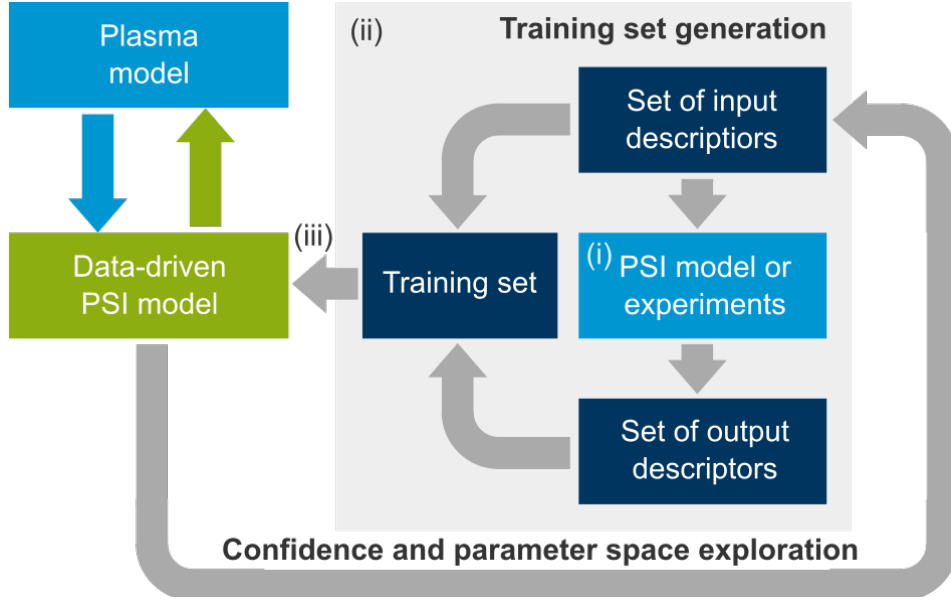 Plasma
model
(ii)
Training set generation
Set of input
descriptiors
(iii)
Data-driven
PSI model
Training set
(i)
PSI model or
experiments
Set of output
descriptors
Confidence and parameter space exploration